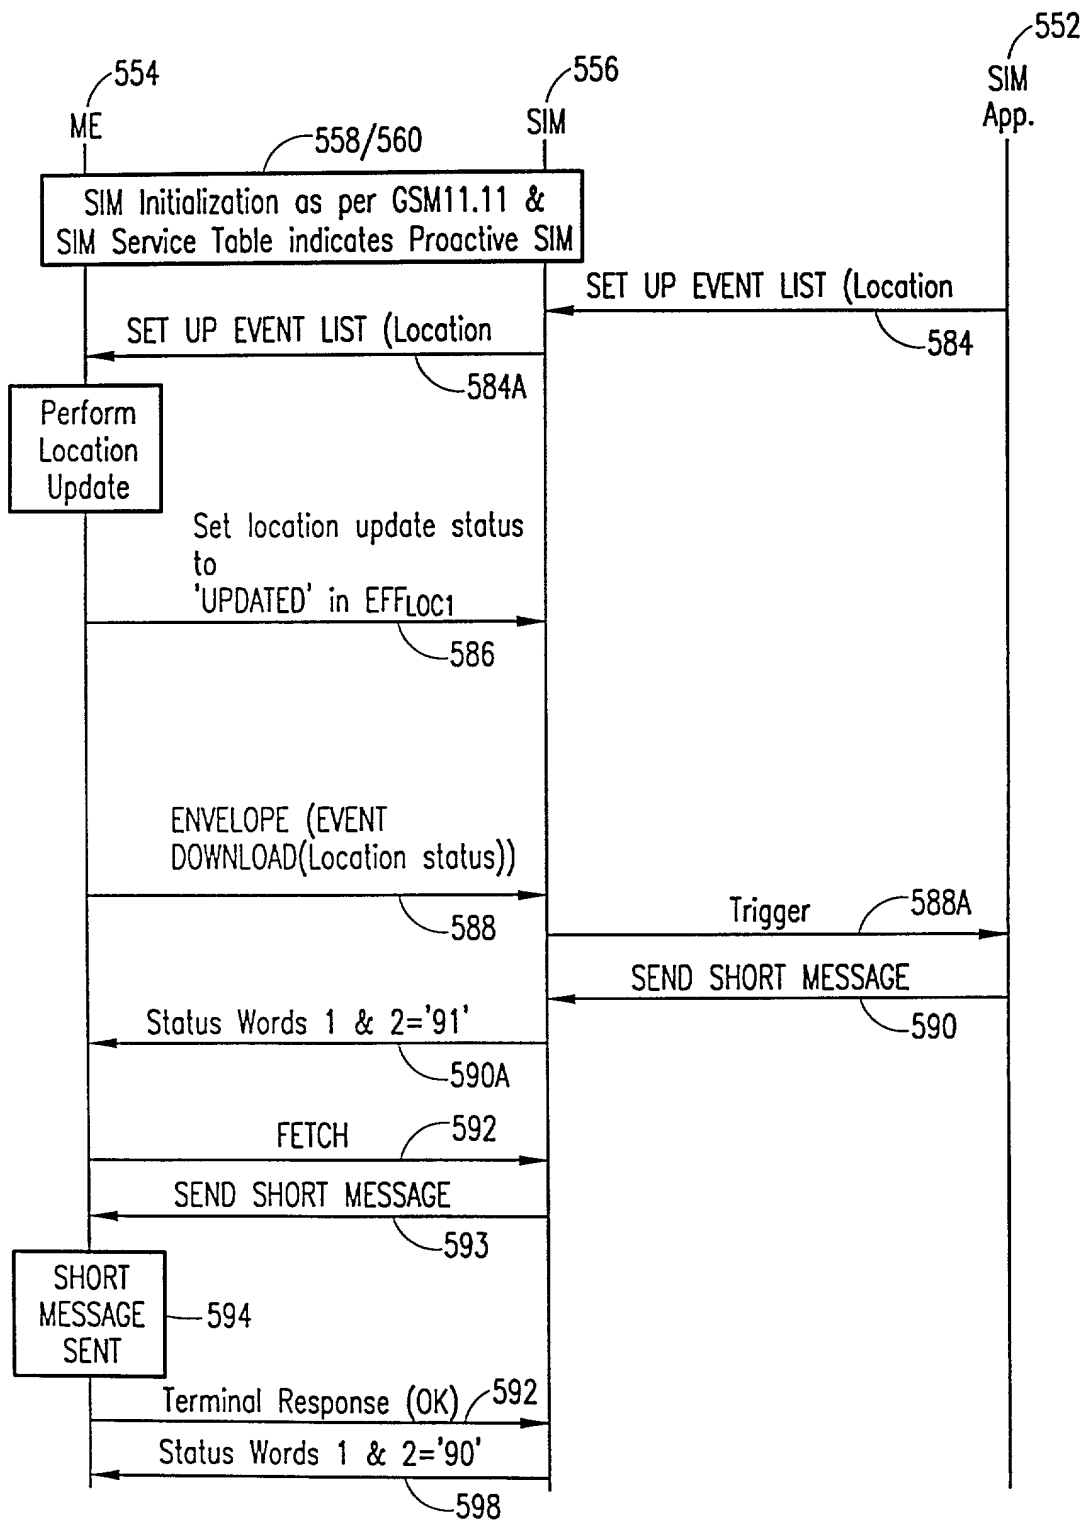 552
SIM
App.
554
ME
556
SIM
558/560
SIM Initialization as per GSM11.11 &
SIM Service Table indicates Proactive SIM
SET UP EVENT LIST (Location
584
SET UP EVENT LIST (Location
584A
Perform
Location
Update
Set location update status
to
'UPDATED' in EFFLOC1
586
ENVELOPE (EVENT
DOWNLOAD(Location status))
588
Trigger
588A
SEND SHORT MESSAGE
590
Status Words 1 & 2='91'
590A
FETCH
592
SEND SHORT MESSAGE
593
SHORT
MESSAGE
SENT
594
Terminal Response (OK)
592
Status Words 1 & 2='90'
598